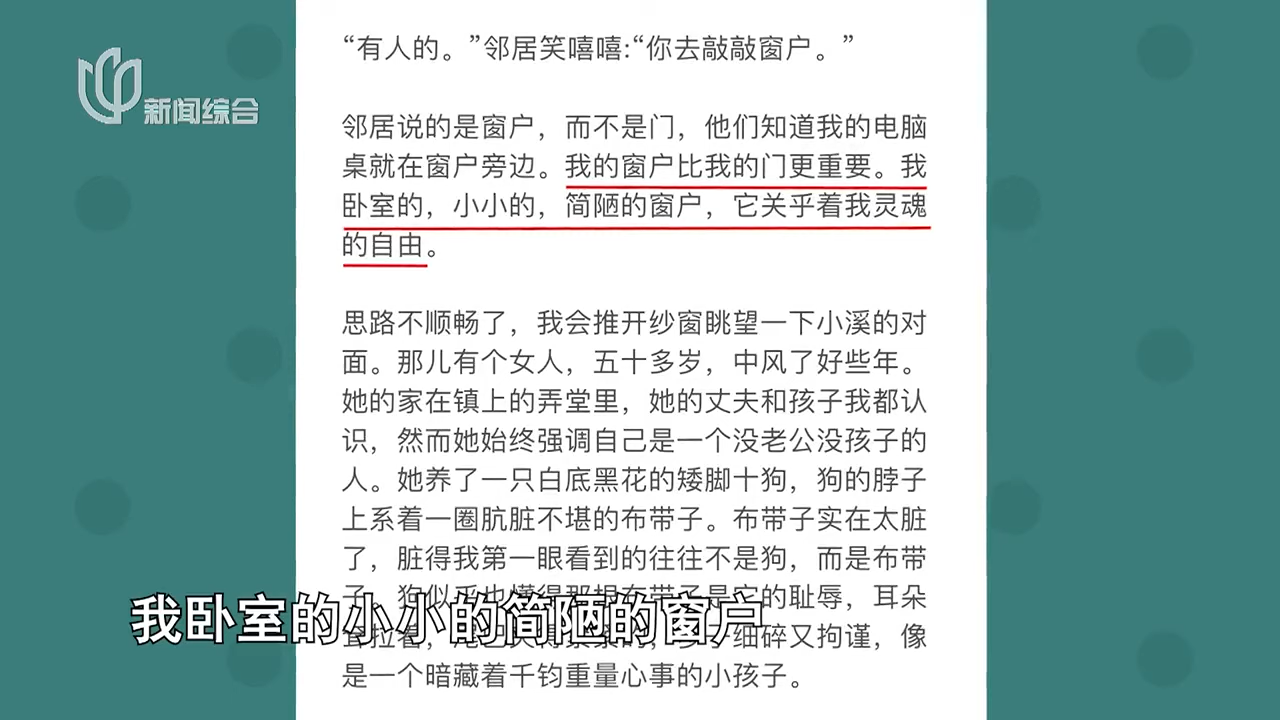 “有人的。”邻居笑嘻嘻:“你去敲敲窗户。”
新闻综合
邻居说的是窗户，而不是门，他们知道我的电脑
桌就在窗户旁边。我的窗户比我的门更重要。我
卧室的，小小的，简陋的窗户，它关乎着我灵魂
的自由。
思路不顺畅了，我会推开纱窗眺望一下小溪的对
面。那儿有个女人，五十多岁，中风了好些年。
她的家在镇上的弄堂里，她的丈夫和孩子我都认
识，然而她始终强调自己是一个没老公没孩子的
人。她养了一只白底黑花的矮脚土狗，狗的脖子
上系着一圈肮脏不堪的布带子。布带子实在太脏
了，脏得我第一眼看到的往往不是狗，而是布带
子。狗似乎也懂得那根布带子是它的耻辱，耳朵
细碎又拘谨，像
是一个暗藏着千钧重量心事的小孩子。
我卧室的小小的简陋的窗户